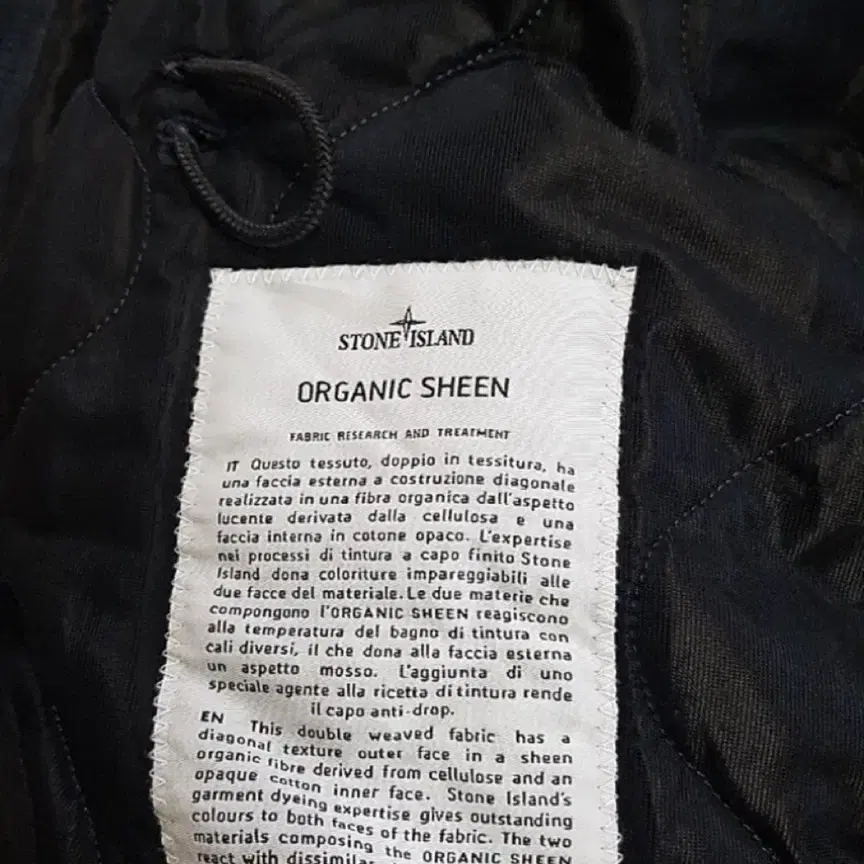 STONE ISLAND
ORGANIC SHEEN
FABRIC RESEARCH AND TREATMENT
IT Questo tessuto, doppio in tessitura, ha
una faccia esterna a costruzione diagonale
realizzata in una fibra organica dall'aspetto
lucente derivata dalla cellulosa e una
faccia interna in cotone opaco. L'expertise
nei processi di tintura a capo finito Stone
Island dona coloriture impareggiabili alle
due facce del materiale. Le due materie che
compongono l'ORGANIC SHEEN reagiscono
alla temperatura del bagno di tintura con
cali diversi, il che dona alla faccia esterna
un aspetto mosso. L'aggiunta di uno
speciale agente alla ricetta di tintura rende
il capo anti-drop.
EN This double weaved fabric has a
diagonal texture outer face in a sheen
organic fibre derived from cellulose and an
opaque cotton inner face. Stone Island's
garment dyeing expertise gives outstanding
colours to both faces of the fabric. The two
materials composing the ORGANIC SHEEN
react with